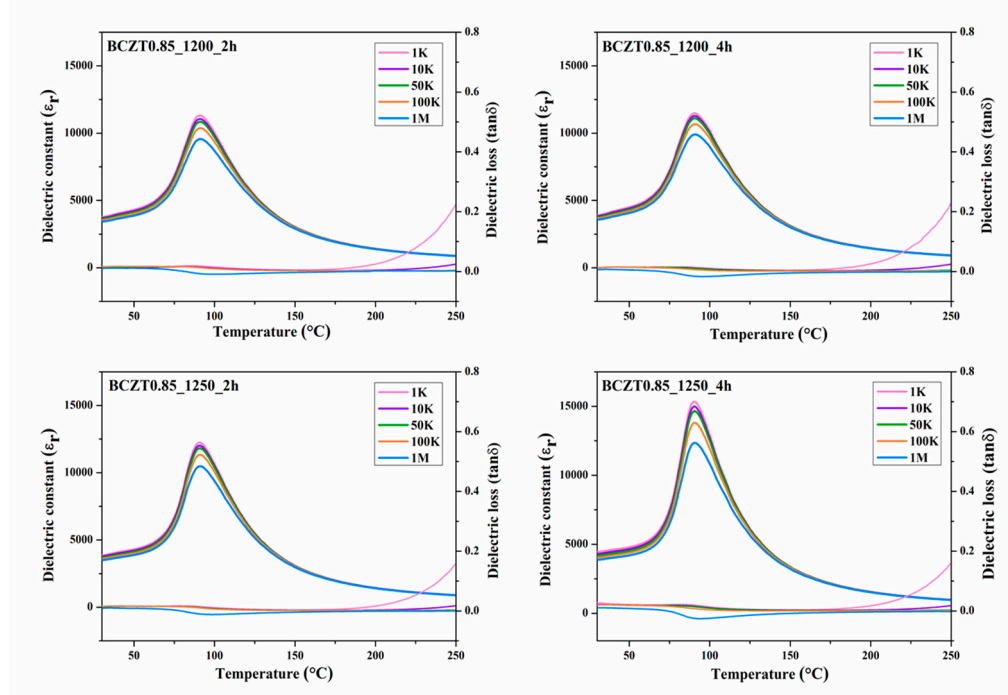 BCZT0.85_1200_2h
1K
10K
50K
100K
1M
15000
10000
5000
0
0.8
0.6
0.4
0.2
0.0
50
100
150
200
250
Dielectric constant (εr)
Dielectric loss (tanδ)
Temperature (°C)
BCZT0.85_1200_4h
1K
10K
50K
100K
1M
15000
10000
5000
0
0.8
0.6
0.4
0.2
0.0
50
100
150
200
250
Dielectric constant (εr)
Dielectric loss (tanδ)
Temperature (°C)
BCZT0.85_1250_2h
1K
10K
50K
100K
1M
15000
10000
5000
0
0.8
0.6
0.4
0.2
0.0
50
100
150
200
250
Dielectric constant (εr)
Dielectric loss (tanδ)
Temperature (°C)
BCZT0.85_1250_4h
1K
10K
50K
100K
1M
15000
10000
5000
0
0.8
0.6
0.4
0.2
0.0
50
100
150
200
250
Dielectric constant (εr)
Dielectric loss (tanδ)
Temperature (°C)